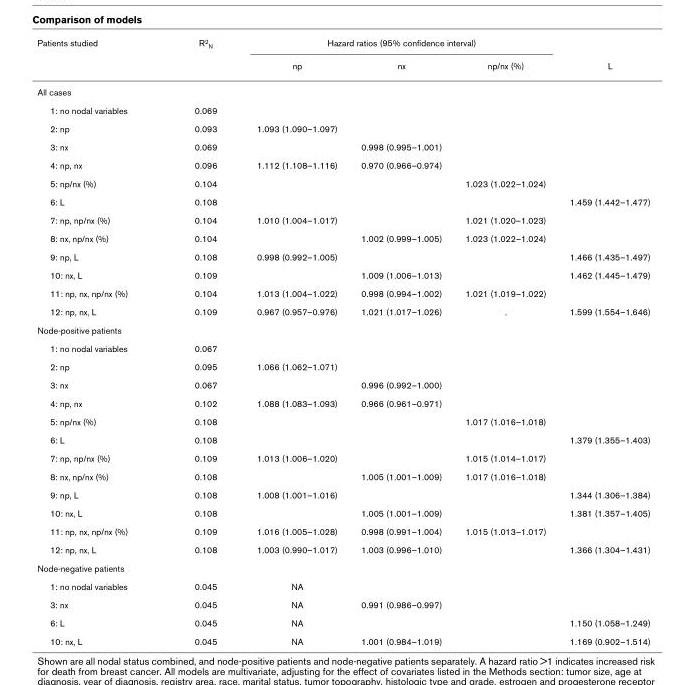 Comparison of models
Patients studied R²N Hazard ratios (95% confidence interval)
np nx np/nx (%) L
All cases
1: no nodal variables 0.069
2: np 0.093 1.093 (1.090–1.097)
3: nx 0.069 0.998 (0.995–1.001)
4: np, nx 0.096 1.112 (1.108–1.116) 0.970 (0.966–0.974)
5: np/nx (%) 0.104 1.023 (1.022–1.024)
6: L 0.108 1.459 (1.442–1.477)
7: np, np/nx (%) 0.104 1.010 (1.004–1.017) 1.021 (1.020–1.023)
8: nx, np/nx (%) 0.104 1.002 (0.999–1.005) 1.023 (1.022–1.024)
9: np, L 0.108 0.998 (0.992–1.005) 1.466 (1.435–1.497)
10: nx, L 0.109 1.009 (1.006–1.013) 1.462 (1.445–1.479)
11: np, nx, np/nx (%) 0.104 1.013 (1.004–1.022) 0.998 (0.994–1.002) 1.021 (1.019–1.022)
12: np, nx, L 0.109 0.967 (0.957–0.976) 1.021 (1.017–1.026) . 1.599 (1.554–1.646)
Node-positive patients
1: no nodal variables 0.067
2: np 0.095 1.066 (1.062–1.071)
3: nx 0.067 0.996 (0.992–1.000)
4: np, nx 0.102 1.088 (1.083–1.093) 0.966 (0.961–0.971)
5: np/nx (%) 0.108 1.017 (1.016–1.018)
6: L 0.108 1.379 (1.355–1.403)
7: np, np/nx (%) 0.108 1.013 (1.006–1.020) 1.015 (1.014–1.017)
8: nx, np/nx (%) 0.108 1.005 (1.001–1.009) 1.017 (1.016–1.018)
9: np, L 0.108 1.008 (1.001–1.016) 1.344 (1.306–1.384)
10: nx, L 0.108 1.005 (1.001–1.009) 1.381 (1.357–1.405)
11: np, nx, np/nx (%) 0.109 1.016 (1.005–1.028) 0.998 (0.991–1.004) 1.015 (1.013–1.017)
12: np, nx, L 0.108 1.003 (0.990–1.017) 1.003 (0.996–1.010) 1.366 (1.304–1.431)
Node-negative patients
1: no nodal variables 0.045 NA
3: nx 0.045 NA 0.991 (0.986–0.997)
6: L 0.045 NA 1.150 (1.058–1.249)
10: nx, L 0.045 NA 1.001 (0.984–1.019) 1.169 (0.902–1.514)
Shown are all nodal status combined, and node-positive patients and node-negative patients separately. A hazard ratio >1 indicates increased risk
for death from breast cancer. All models are multivariate, adjusting for the effect of covariates listed in the Methods section: tumor size, age at
diagnosis, year of diagnosis, registry area, race, marital status, tumor topography, histologic type and grade, estrogen and progesterone receptor